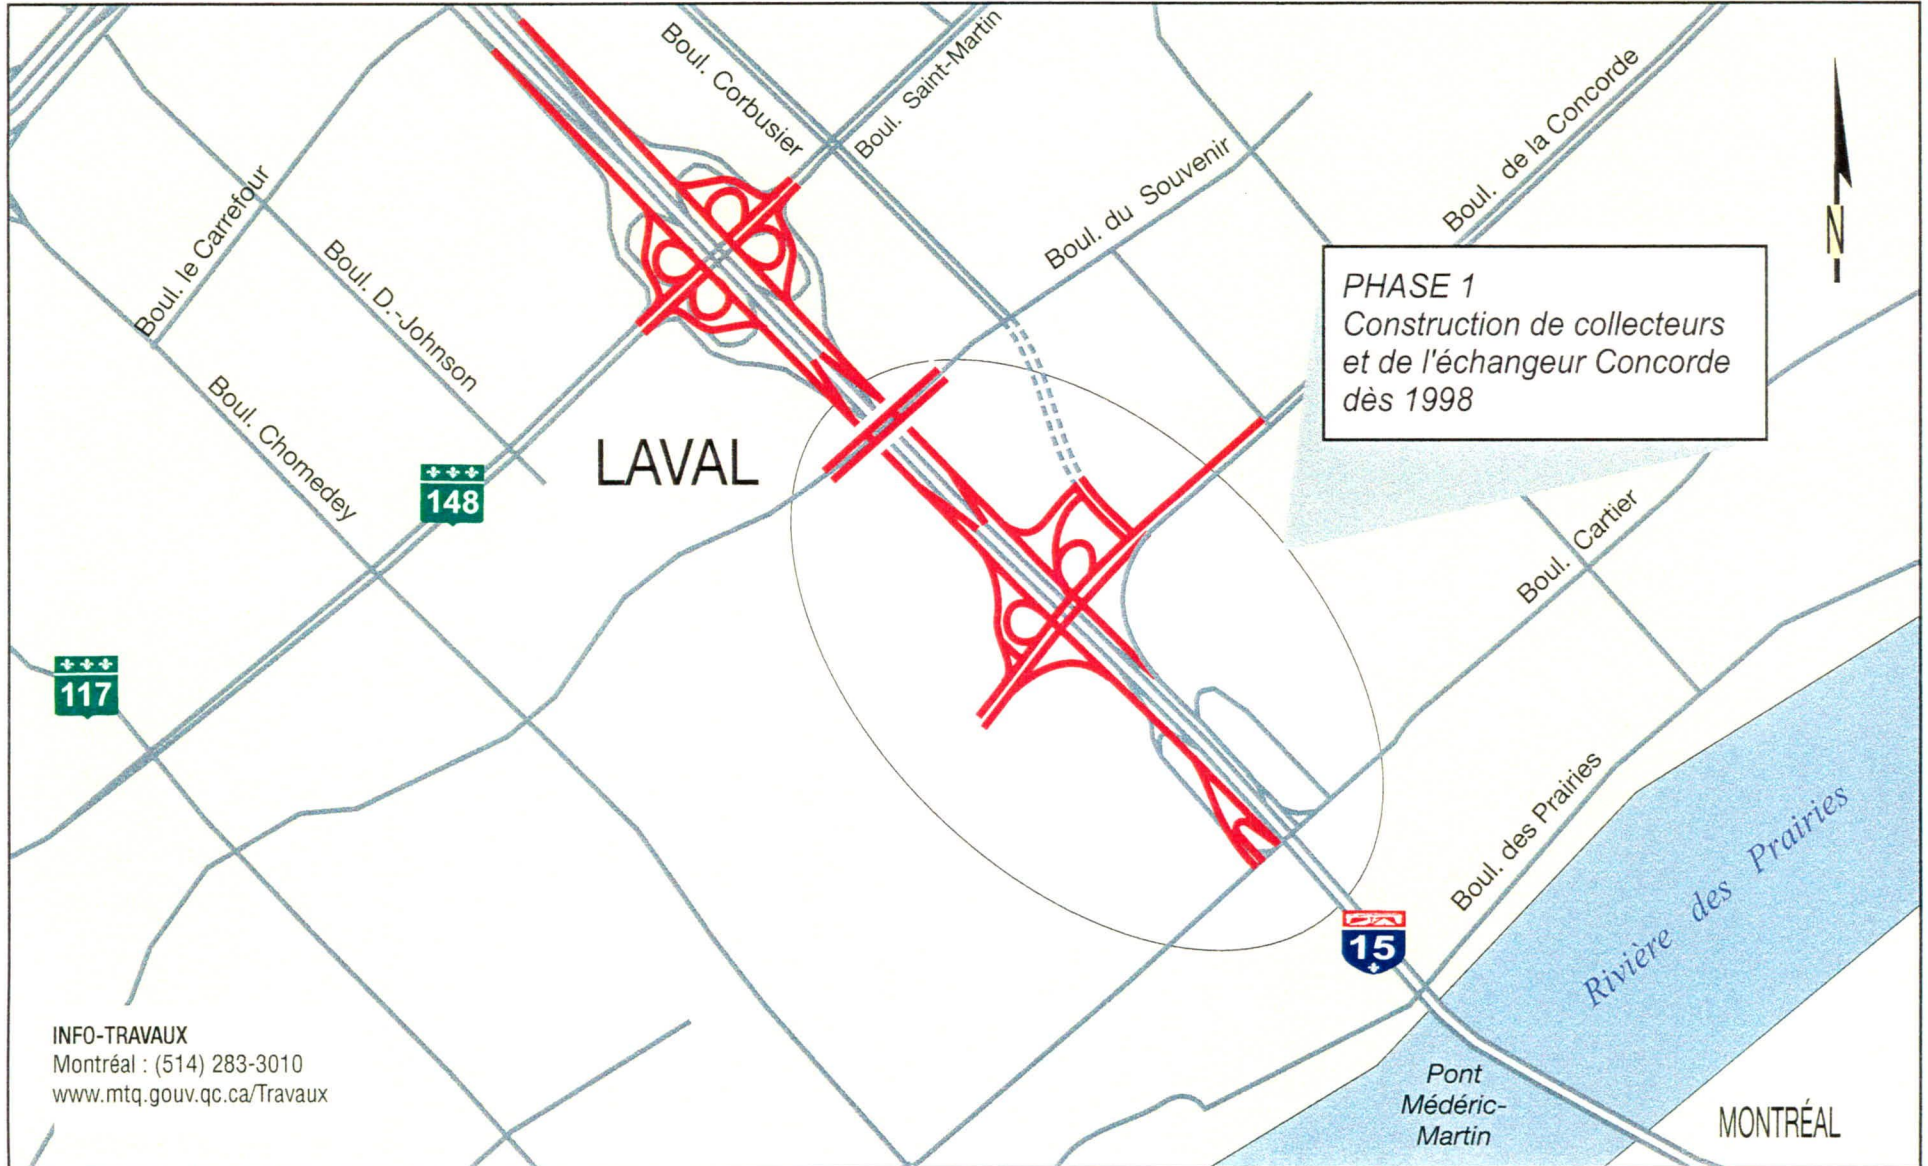 Boul. Corbusier
Boul. Saint-Martin
Boul. de la Concorde
Boul. le Carrefour
Boul. D.-Johnson
Boul. du Souvenir
N
PHASE 1
Construction de collecteurs
et de l'échangeur Concorde
dès 1998
Boul. Chomedey
LAVAL
148
Boul. Cartier
117
Boul. des Prairies
Rivière des Prairies
15
INFO-TRAVAUX
Montréal : (514) 283-3010
www.mtq.gouv.qc.ca/Travaux
Pont
Médéric-
Martin
MONTRÉAL